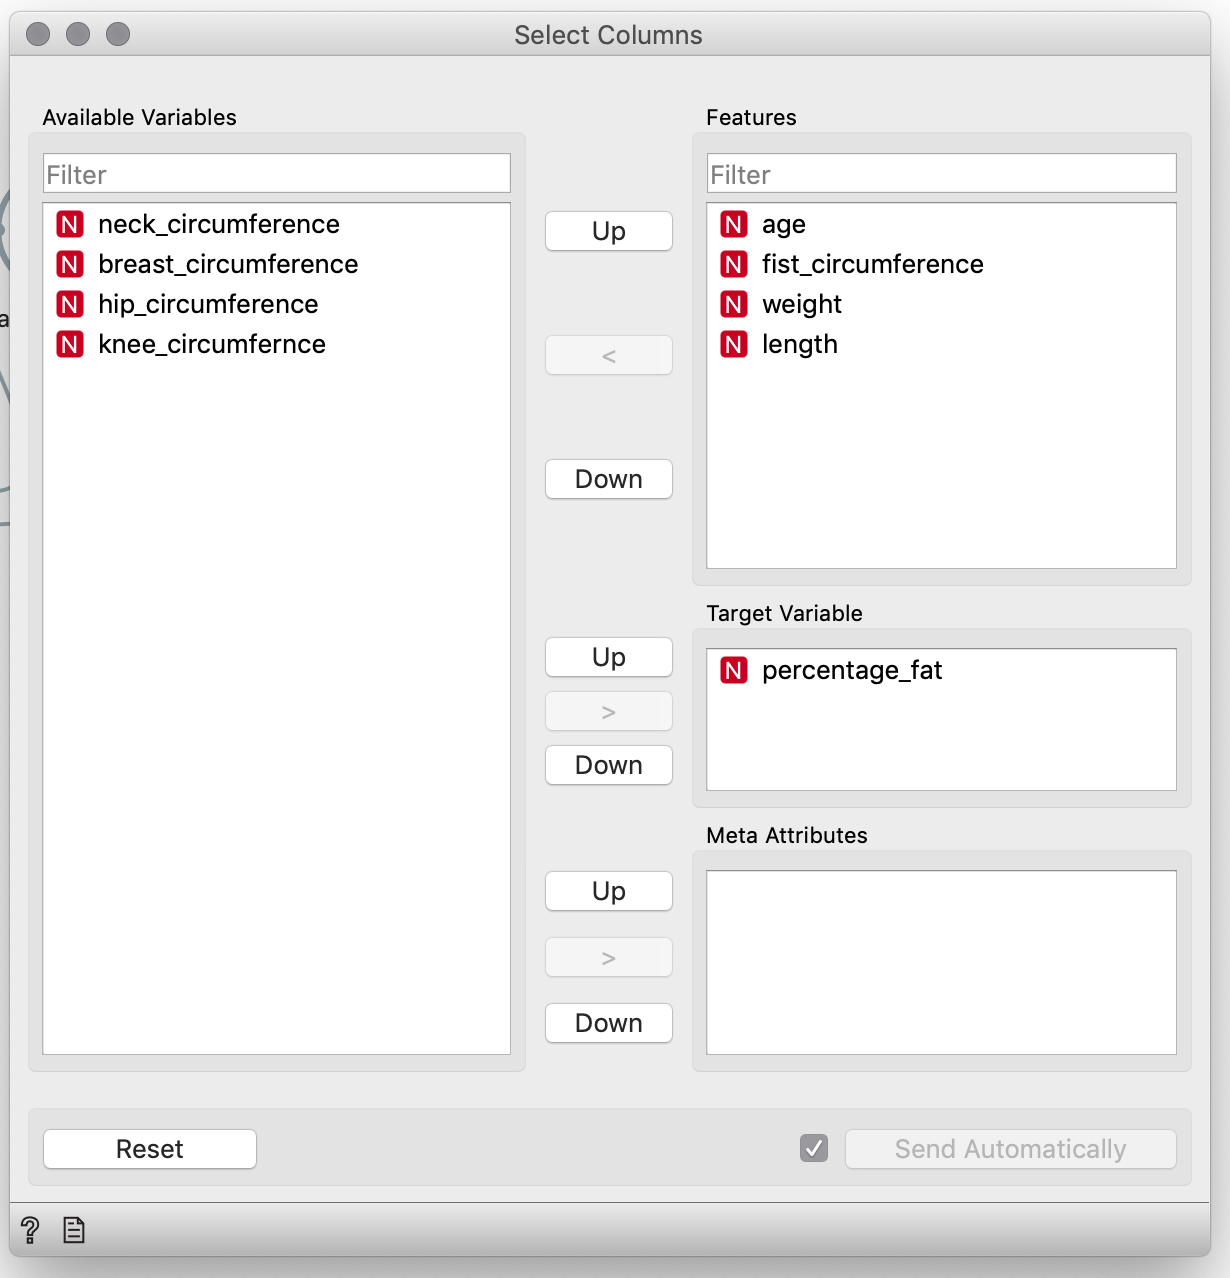 Select Columns
Available Variables
Filter
N neck_circumference
N breast_circumference
N hip_circumference
N knee_circumfernce
Up
<
Down
Up
>
Down
Up
>
Down
Features
Filter
N age
N fist_circumference
N weight
N length
Target Variable
N percentage_fat
Meta Attributes
Reset
Send Automatically
?
a